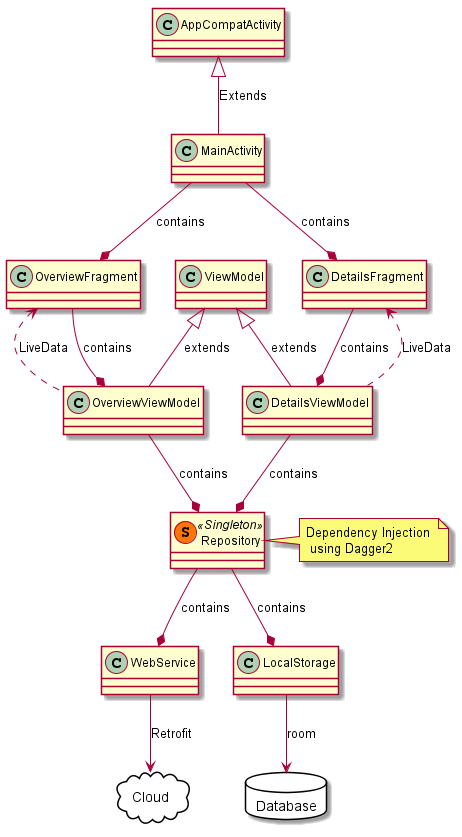 C AppCompatActivity
Extends
C MainActivity
contains
contains
C OverviewFragment
C ViewModel
C DetailsFragment
LiveData
contains
extends
extends
contains
LiveData
C OverviewViewModel
C DetailsViewModel
contains
contains
S «Singleton»
Repository
Dependency Injection
using Dagger2
contains
contains
C WebService
C LocalStorage
Retrofit
room
Cloud
Database